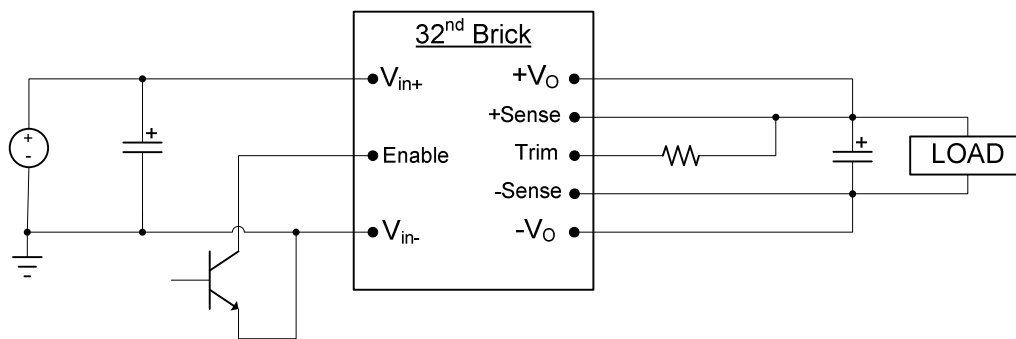 32nd Brick
Vin+
Enable
Vin-
+VO
+Sense
Trim
-Sense
-VO
+
-
+
+
LOAD